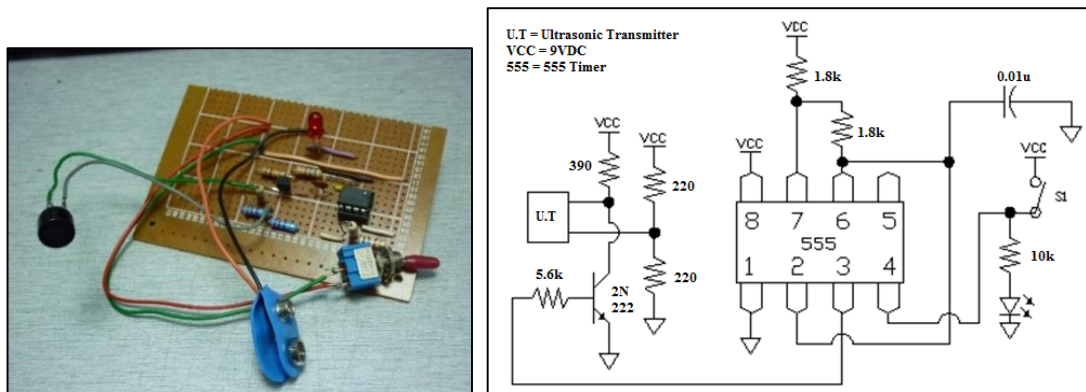 U.T = Ultrasonic Transmitter
VCC = 9VDC
555 = 555 Timer
VCC
1.8k
0.01u
VCC
1.8k
VCC
390
VCC
220
S1
U.T
8 7 6 5
555
1 2 3 4
10k
5.6k
2N
222
220
VCC